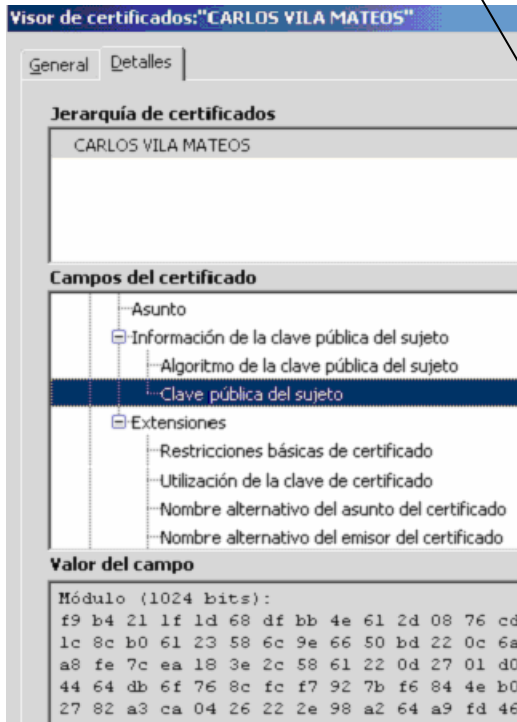 Visor de certificados:"CARLOS VILA MATEOS"
General Detalles
Jerarquía de certificados
CARLOS VILA MATEOS
Campos del certificado
Asunto
Información de la clave pública del sujeto
Algoritmo de la clave pública del sujeto
Clave pública del sujeto
Extensiones
Restricciones básicas de certificado
Utilización de la clave de certificado
Nombre alternativo del asunto del certificado
Nombre alternativo del emisor del certificado
Valor del campo
Módulo (1024 bits):
f9 b4 21 1f 1d 68 df bb 4e 61 2d 08 76 cd
1c 8c b0 61 23 58 6c 9e 66 50 bd 22 0c 6a
a8 fe 7c ea 18 3e 2c 58 61 22 0d 27 01 d0
44 64 db 6f 76 8c fc f7 92 7b f6 84 4e b0
27 82 a3 ca 04 26 22 2e 98 a2 64 a9 fd 46